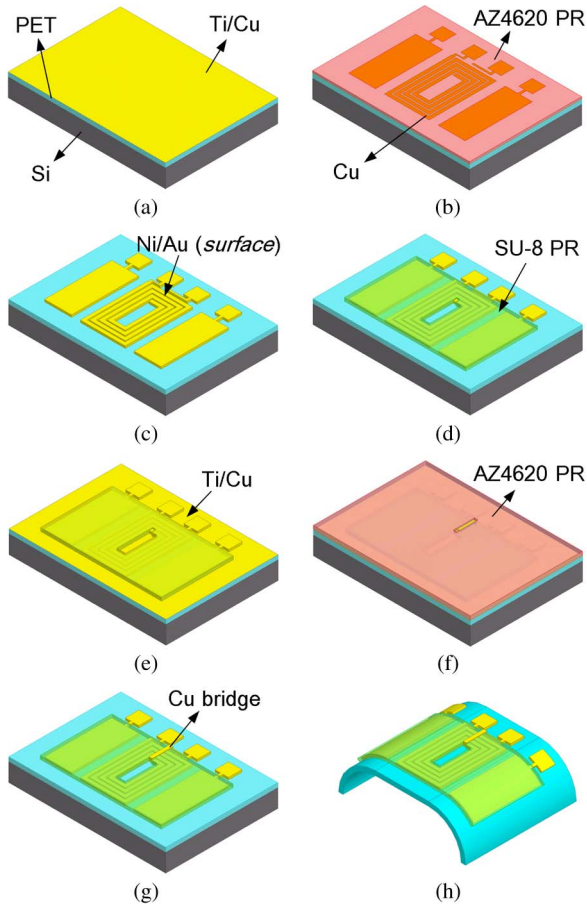 PET
Ti/Cu
Si
(a)
AZ4620 PR
Cu
(b)
Ni/Au (surface)
(c)
SU-8 PR
(d)
Ti/Cu
(e)
AZ4620 PR
(f)
Cu bridge
(g)
(h)